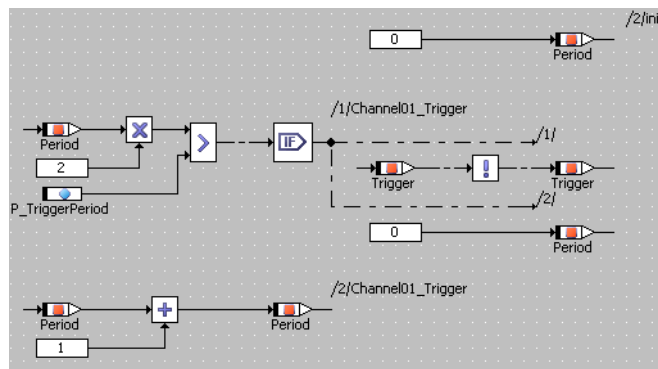 /2/ini
0
Period
/1/Channel01_Trigger
/1/
Period
IF
2
Trigger
Trigger
P_TriggerPeriod
/2/
0
Period
/2/Channel01_Trigger
Period
Period
1